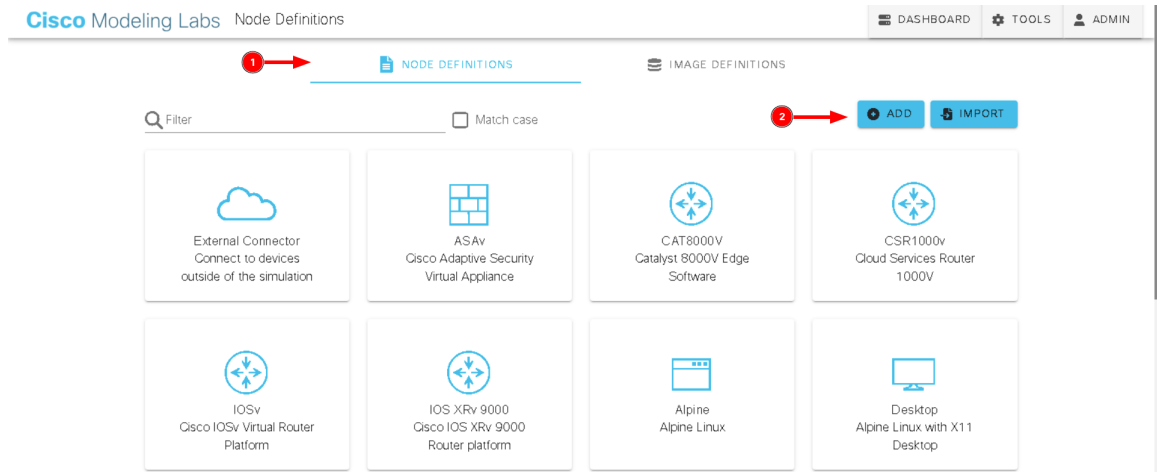 Cisco Modeling Labs Node Definitions
DASHBOARD
TOOLS
ADMIN
1
NODE DEFINITIONS
IMAGE DEFINITIONS
Filter
Match case
2
ADD
IMPORT
External Connector
Connect to devices
outside of the simulation
ASAv
Cisco Adaptive Security
Virtual Appliance
CAT8000V
Catalyst 8000V Edge
Software
CSR1000v
Cloud Services Router
1000V
IOSv
Cisco IOSv Virtual Router
Platform
IOS XRv 9000
Cisco IOS XRv 9000
Router platform
Alpine
Alpine Linux
Desktop
Alpine Linux with X11
Desktop